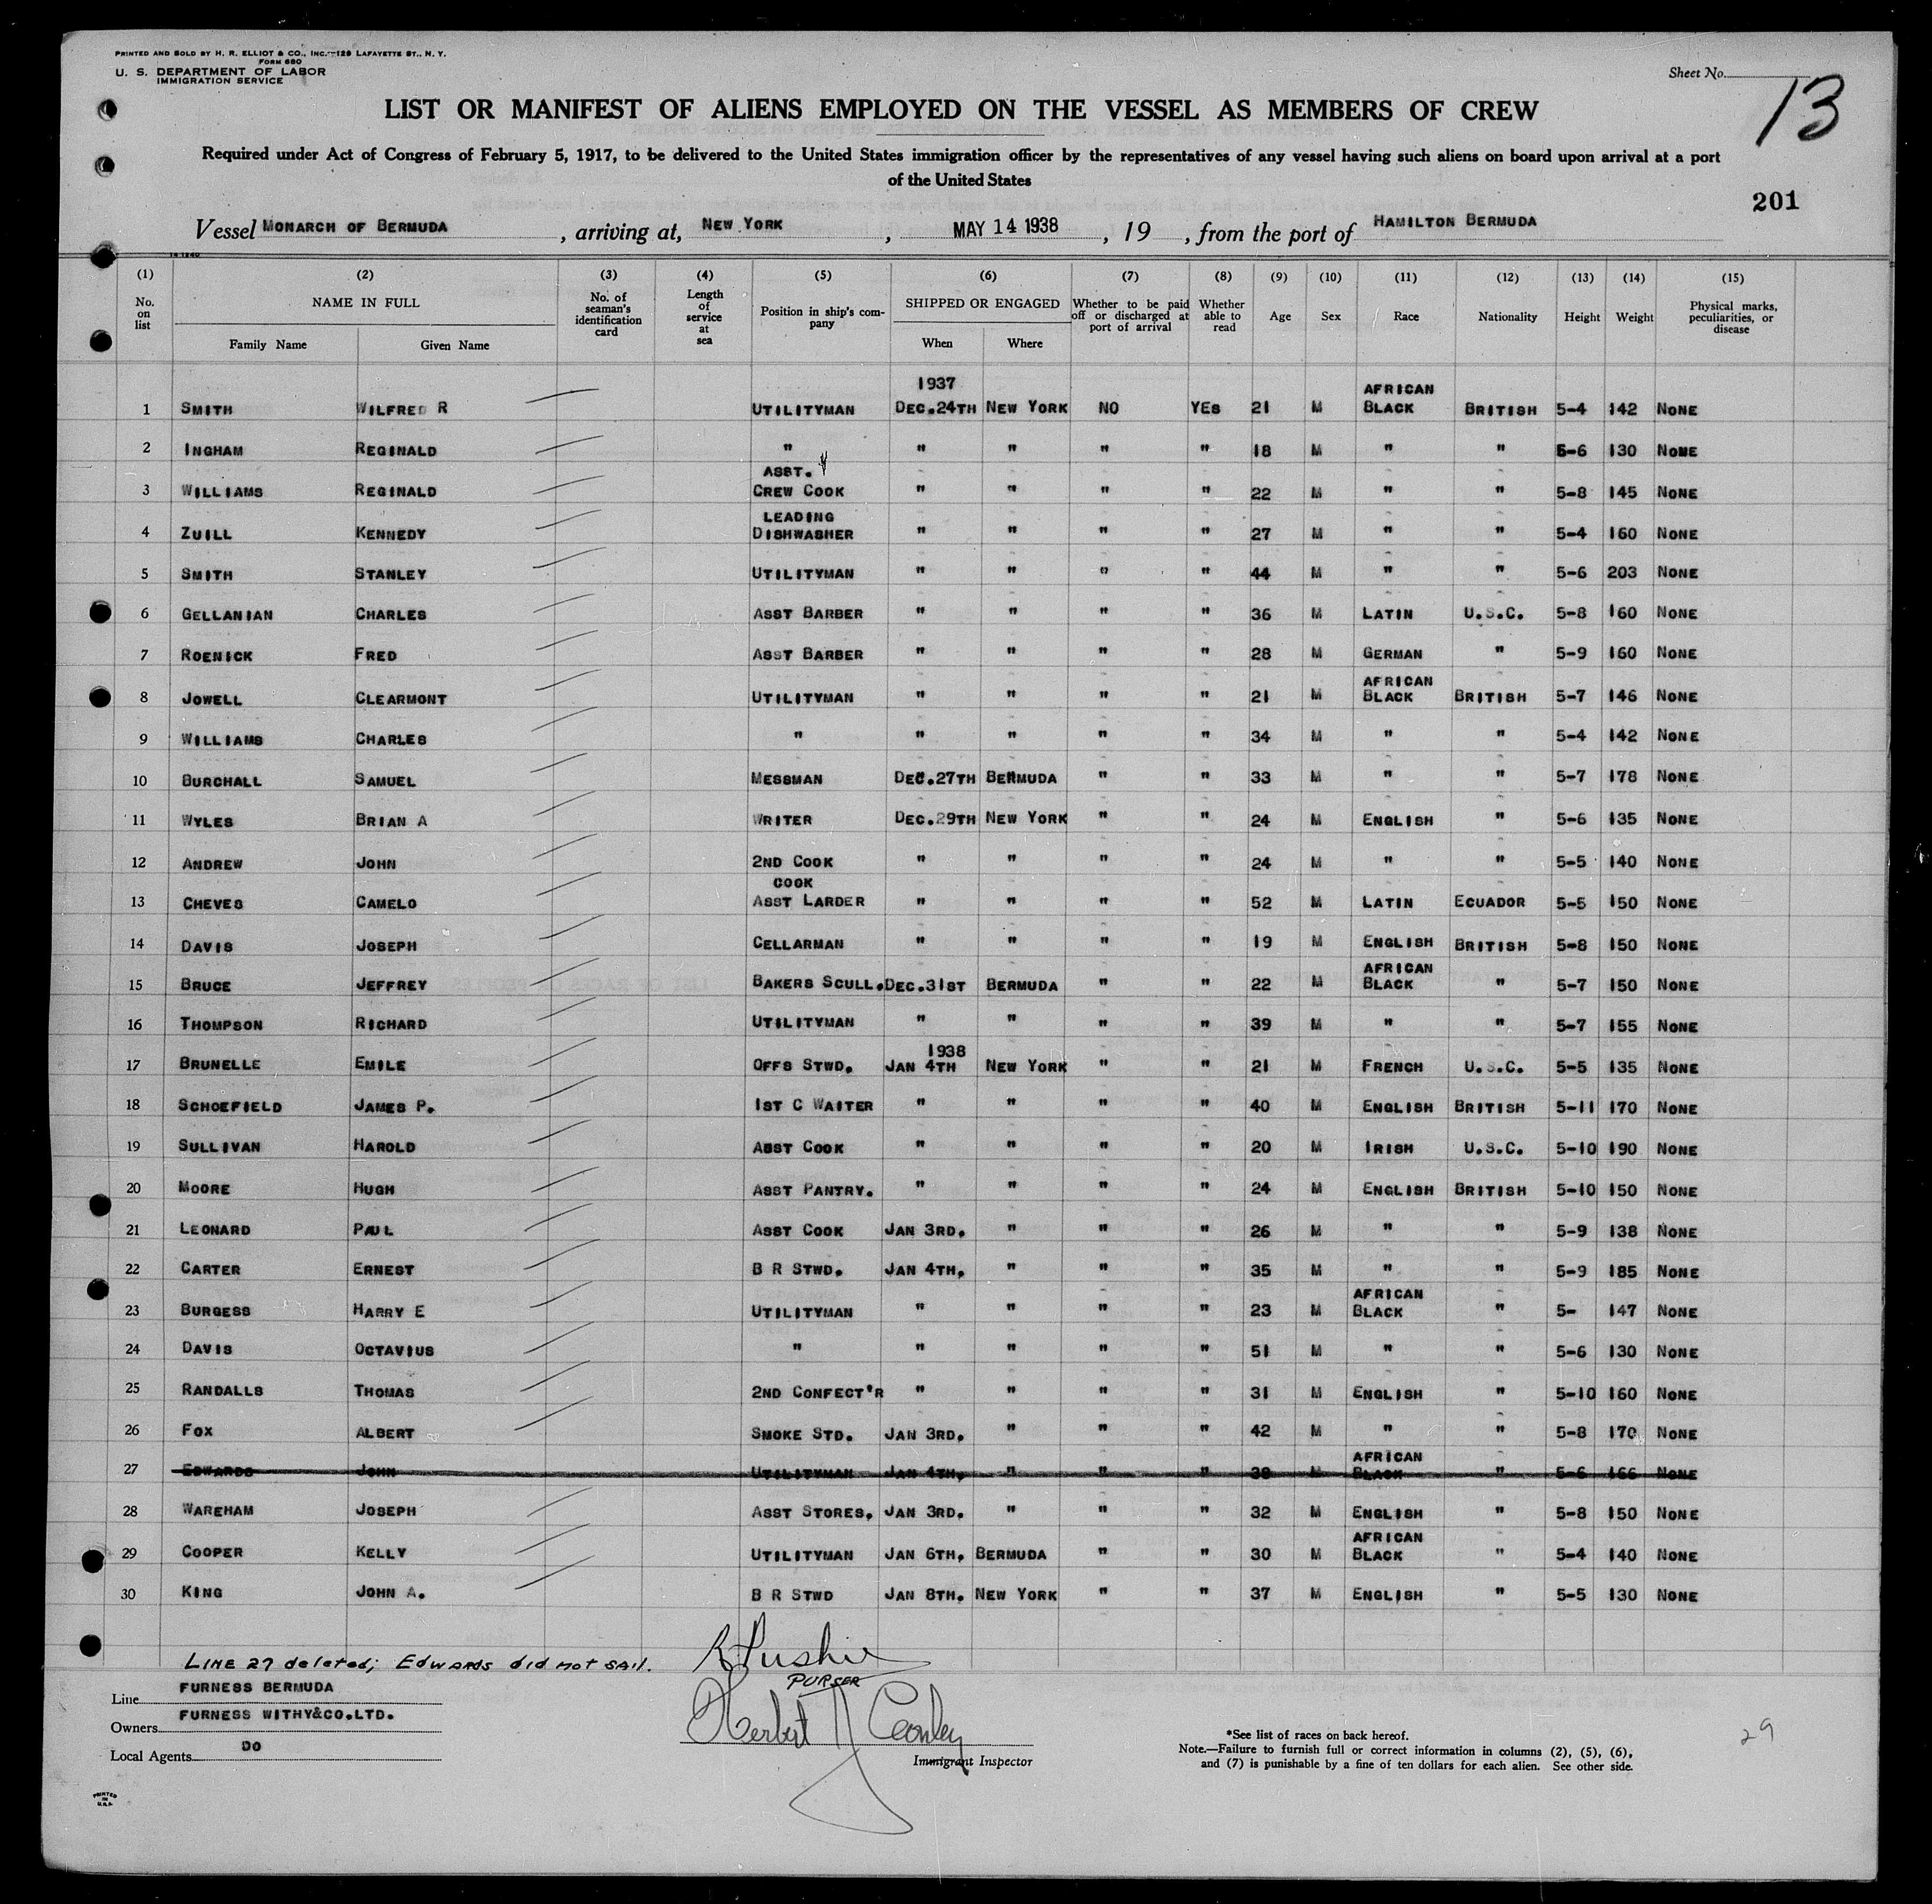 PRINTED AND SOLD BY H. R. ELLIOT & CO., INC.—129 LAFAYETTE ST., N. Y.
FORM 680
U. S. DEPARTMENT OF LABOR
IMMIGRATION SERVICE
Sheet No. 13
LIST OR MANIFEST OF ALIENS EMPLOYED ON THE VESSEL AS MEMBERS OF CREW
Required under Act of Congress of February 5, 1917, to be delivered to the United States immigration officer by the representatives of any vessel having such aliens on board upon arrival at a port
of the United States
201
Vessel MONARCH OF BERMUDA, arriving at, NEW YORK, MAY 14 1938, 19 , from the port of HAMILTON BERMUDA
(1) (2) (3) (4) (5) (6) (7) (8) (9) (10) (11) (12) (13) (14) (15)
No. on list NAME IN FULL Family Name Given Name No. of seaman's identification card Length of service at sea Position in ship's company SHIPPED OR ENGAGED When Where Whether to be paid off or discharged at port of arrival Whether able to read Age Sex Race Nationality Height Weight Physical marks, peculiarities, or disease
1 SMITH WILFRED R UTILITYMAN 1937 DEC.24TH NEW YORK NO YES 21 M AFRICAN BLACK BRITISH 5-4 142 NONE
2 INGHAM REGINALD " " " " " 18 M " " 5-6 130 NONE
3 WILLIAMS REGINALD ASST. CREW COOK " " " " 22 M " " 5-8 145 NONE
4 ZUILL KENNEDY LEADING DISHWASHER " " " " 27 M " " 5-4 160 NONE
5 SMITH STANLEY UTILITYMAN " " " " 44 M " " 5-6 203 NONE
6 GELLANIAN CHARLES ASST BARBER " " " " 36 M LATIN U.S.C. 5-8 160 NONE
7 ROENICK FRED ASST BARBER " " " " 28 M GERMAN " 5-9 160 NONE
8 JOWELL CLEARMONT UTILITYMAN " " " " 21 M AFRICAN BLACK BRITISH 5-7 146 NONE
9 WILLIAMS CHARLES " " " " " 34 M " " 5-4 142 NONE
10 BURCHALL SAMUEL MESSMAN DEC.27TH BERMUDA " " 33 M " " 5-7 178 NONE
11 WYLES BRIAN A WRITER DEC.29TH NEW YORK " " 24 M ENGLISH " 5-6 135 NONE
12 ANDREW JOHN 2ND COOK " " " " 24 M " " 5-5 140 NONE
13 CHEVES CAMELO COOK ASST LARDER " " " " 52 M LATIN ECUADOR 5-5 150 NONE
14 DAVIS JOSEPH CELLARMAN " " " " 19 M ENGLISH BRITISH 5-8 150 NONE
15 BRUCE JEFFREY BAKERS SCULL. DEC.31ST BERMUDA " " 22 M AFRICAN BLACK " 5-7 150 NONE
16 THOMPSON RICHARD UTILITYMAN " " " " 39 M " " 5-7 155 NONE
17 BRUNELLE EMILE OFFS STWD. 1938 JAN 4TH NEW YORK " " 21 M FRENCH U.S.C. 5-5 135 NONE
18 SCHOEFIELD JAMES P. 1ST C WAITER " " " " 40 M ENGLISH BRITISH 5-11 170 NONE
19 SULLIVAN HAROLD ASST COOK " " " " 20 M IRISH U.S.C. 5-10 190 NONE
20 MOORE HUGH ASST PANTRY. " " " " 24 M ENGLISH BRITISH 5-10 150 NONE
21 LEONARD PAUL ASST COOK JAN 3RD. " " " 26 M " " 5-9 138 NONE
22 CARTER ERNEST B R STWD. JAN 4TH. " " " 35 M " " 5-9 185 NONE
23 BURGESS HARRY E UTILITYMAN " " " " 23 M AFRICAN BLACK " 5- 147 NONE
24 DAVIS OCTAVIUS " " " " " 51 M " " 5-6 130 NONE
25 RANDALLS THOMAS 2ND CONFECT'R " " " " 31 M ENGLISH " 5-10 160 NONE
26 FOX ALBERT SMOKE STD. JAN 3RD. " " " 42 M " " 5-8 170 NONE
27 EDWARDS JOHN UTILITYMAN JAN 4TH. " " " 38 M AFRICAN BLACK " 5-6 166 NONE
28 WAREHAM JOSEPH ASST STORES. JAN 3RD. " " " 32 M ENGLISH " 5-8 150 NONE
29 COOPER KELLY UTILITYMAN JAN 6TH. BERMUDA " " 30 M AFRICAN BLACK " 5-4 140 NONE
30 KING JOHN A. B R STWD JAN 8TH. NEW YORK " " 37 M ENGLISH " 5-5 130 NONE
LINE 27 deleted; Edwards did not sail.
PURSER
Line FURNESS BERMUDA
Owners FURNESS WITHY&CO.LTD.
Local Agents DO
Herbert J Conley
Immigrant Inspector
*See list of races on back hereof.
Note.—Failure to furnish full or correct information in columns (2), (5), (6),
and (7) is punishable by a fine of ten dollars for each alien. See other side.
29
PRINTED IN U.S.A.